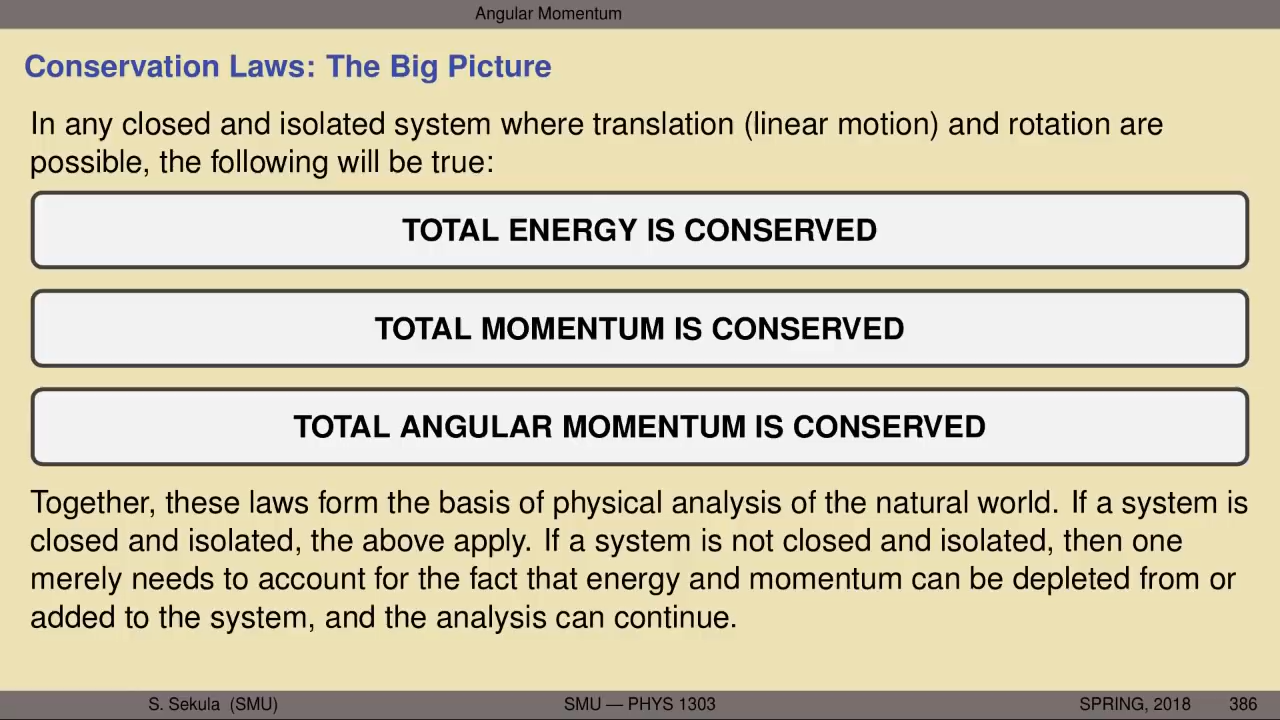 Angular Momentum
Conservation Laws: The Big Picture
In any closed and isolated system where translation (linear motion) and rotation are
possible, the following will be true:
TOTAL ENERGY IS CONSERVED
TOTAL MOMENTUM IS CONSERVED
TOTAL ANGULAR MOMENTUM IS CONSERVED
Together, these laws form the basis of physical analysis of the natural world. If a system is
closed and isolated, the above apply. If a system is not closed and isolated, then one
merely needs to account for the fact that energy and momentum can be depleted from or
added to the system, and the analysis can continue.
S. Sekula (SMU) SMU — PHYS 1303 SPRING, 2018 386